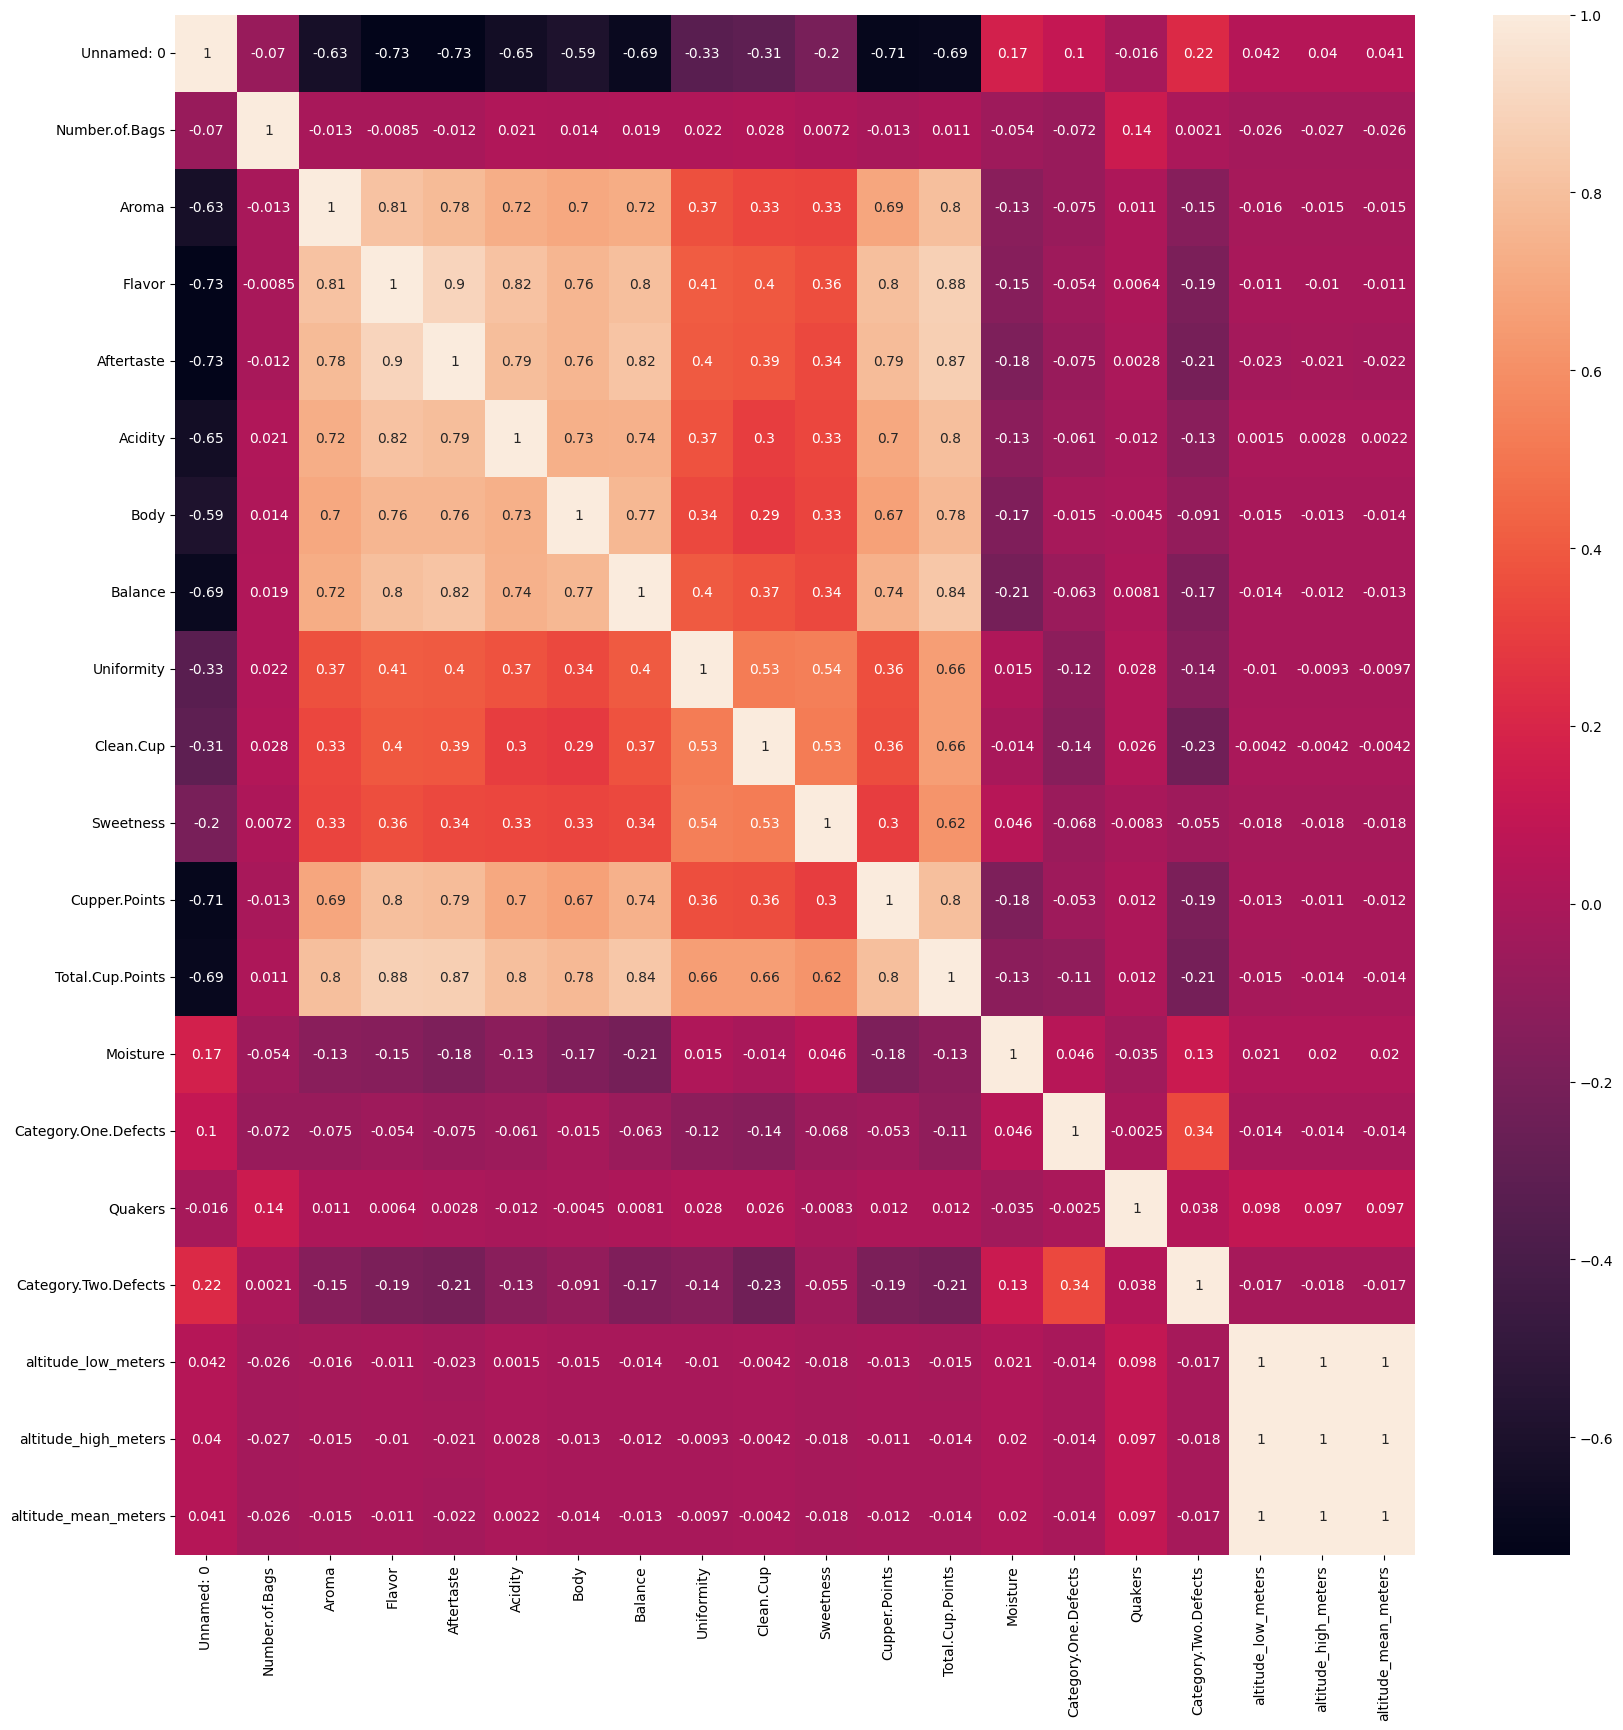 Unnamed: 0 1 -0.07 -0.63 -0.73 -0.73 -0.65 -0.59 -0.69 -0.33 -0.31 -0.2 -0.71 -0.69 0.17 0.1 -0.016 0.22 0.042 0.04 0.041
Number.of.Bags -0.07 1 -0.013 -0.0085 -0.012 0.021 0.014 0.019 0.022 0.028 0.0072 -0.013 0.011 -0.054 -0.072 0.14 0.0021 -0.026 -0.027 -0.026
Aroma -0.63 -0.013 1 0.81 0.78 0.72 0.7 0.72 0.37 0.33 0.33 0.69 0.8 -0.13 -0.075 0.011 -0.15 -0.016 -0.015 -0.015
Flavor -0.73 -0.0085 0.81 1 0.9 0.82 0.76 0.8 0.41 0.4 0.36 0.8 0.88 -0.15 -0.054 0.0064 -0.19 -0.011 -0.01 -0.011
Aftertaste -0.73 -0.012 0.78 0.9 1 0.79 0.76 0.82 0.4 0.39 0.34 0.79 0.87 -0.18 -0.075 0.0028 -0.21 -0.023 -0.021 -0.022
Acidity -0.65 0.021 0.72 0.82 0.79 1 0.73 0.74 0.37 0.3 0.33 0.7 0.8 -0.13 -0.061 -0.012 -0.13 0.0015 0.0028 0.0022
Body -0.59 0.014 0.7 0.76 0.76 0.73 1 0.77 0.34 0.29 0.33 0.67 0.78 -0.17 -0.015 -0.0045 -0.091 -0.015 -0.013 -0.014
Balance -0.69 0.019 0.72 0.8 0.82 0.74 0.77 1 0.4 0.37 0.34 0.74 0.84 -0.21 -0.063 0.0081 -0.17 -0.014 -0.012 -0.013
Uniformity -0.33 0.022 0.37 0.41 0.4 0.37 0.34 0.4 1 0.53 0.54 0.36 0.66 0.015 -0.12 0.028 -0.14 -0.01 -0.0093 -0.0097
Clean.Cup -0.31 0.028 0.33 0.4 0.39 0.3 0.29 0.37 0.53 1 0.53 0.36 0.66 -0.014 -0.14 0.026 -0.23 -0.0042 -0.0042 -0.0042
Sweetness -0.2 0.0072 0.33 0.36 0.34 0.33 0.33 0.34 0.54 0.53 1 0.3 0.62 0.046 -0.068 -0.0083 -0.055 -0.018 -0.018 -0.018
Cupper.Points -0.71 -0.013 0.69 0.8 0.79 0.7 0.67 0.74 0.36 0.36 0.3 1 0.8 -0.18 -0.053 0.012 -0.19 -0.013 -0.011 -0.012
Total.Cup.Points -0.69 0.011 0.8 0.88 0.87 0.8 0.78 0.84 0.66 0.66 0.62 0.8 1 -0.13 -0.11 0.012 -0.21 -0.015 -0.014 -0.014
Moisture 0.17 -0.054 -0.13 -0.15 -0.18 -0.13 -0.17 -0.21 0.015 -0.014 0.046 -0.18 -0.13 1 0.046 -0.035 0.13 0.021 0.02 0.02
Category.One.Defects 0.1 -0.072 -0.075 -0.054 -0.075 -0.061 -0.015 -0.063 -0.12 -0.14 -0.068 -0.053 -0.11 0.046 1 -0.0025 0.34 -0.014 -0.014 -0.014
Quakers -0.016 0.14 0.011 0.0064 0.0028 -0.012 -0.0045 0.0081 0.028 0.026 -0.0083 0.012 0.012 -0.035 -0.0025 1 0.038 0.098 0.097 0.097
Category.Two.Defects 0.22 0.0021 -0.15 -0.19 -0.21 -0.13 -0.091 -0.17 -0.14 -0.23 -0.055 -0.19 -0.21 0.13 0.34 0.038 1 -0.017 -0.018 -0.017
altitude_low_meters 0.042 -0.026 -0.016 -0.011 -0.023 0.0015 -0.015 -0.014 -0.01 -0.0042 -0.018 -0.013 -0.015 0.021 -0.014 0.098 -0.017 1 1 1
altitude_high_meters 0.04 -0.027 -0.015 -0.01 -0.021 0.0028 -0.013 -0.012 -0.0093 -0.0042 -0.018 -0.011 -0.014 0.02 -0.014 0.097 -0.018 1 1 1
altitude_mean_meters 0.041 -0.026 -0.015 -0.011 -0.022 0.0022 -0.014 -0.013 -0.0097 -0.0042 -0.018 -0.012 -0.014 0.02 -0.014 0.097 -0.017 1 1 1
Unnamed: 0
Number.of.Bags
Aroma
Flavor
Aftertaste
Acidity
Body
Balance
Uniformity
Clean.Cup
Sweetness
Cupper.Points
Total.Cup.Points
Moisture
Category.One.Defects
Quakers
Category.Two.Defects
altitude_low_meters
altitude_high_meters
altitude_mean_meters
1.0
0.8
0.6
0.4
0.2
0.0
−0.2
−0.4
−0.6